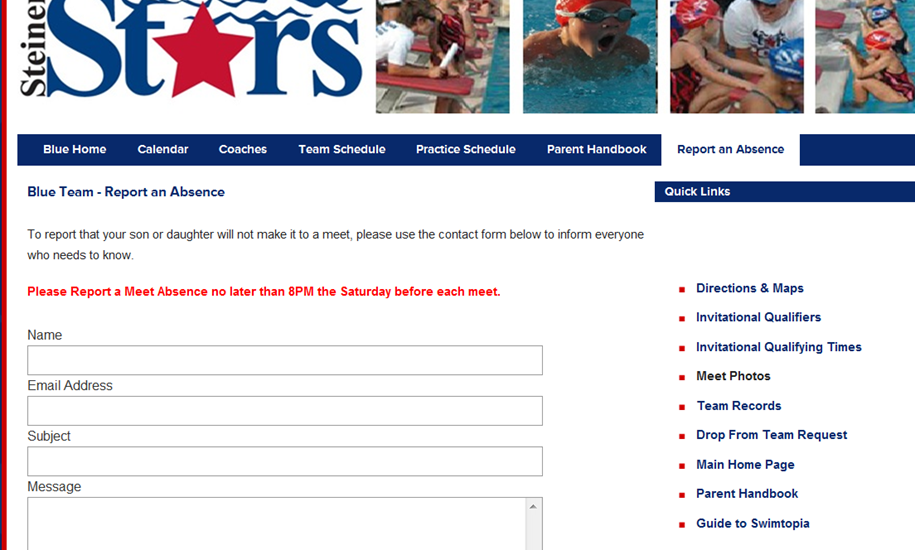 Steiner
Stars
Blue Home Calendar Coaches Team Schedule Practice Schedule Parent Handbook Report an Absence
Blue Team - Report an Absence
To report that your son or daughter will not make it to a meet, please use the contact form below to inform everyone
who needs to know.
Please Report a Meet Absence no later than 8PM the Saturday before each meet.
Name
Email Address
Subject
Message
Quick Links
Directions & Maps
Invitational Qualifiers
Invitational Qualifying Times
Meet Photos
Team Records
Drop From Team Request
Main Home Page
Parent Handbook
Guide to Swimtopia